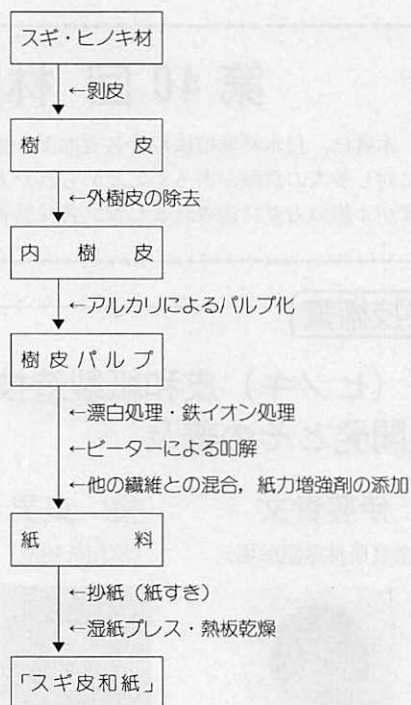 スギ・ヒノキ材
←剝皮
樹皮
←外樹皮の除去
内樹皮
←アルカリによるパルプ化
樹皮パルプ
←漂白処理・鉄イオン処理
←ビーターによる叩解
←他の繊維との混合,紙力増強剤の添加
紙料
←抄紙(紙すき)
←湿紙プレス・熱板乾燥
「スギ皮和紙」